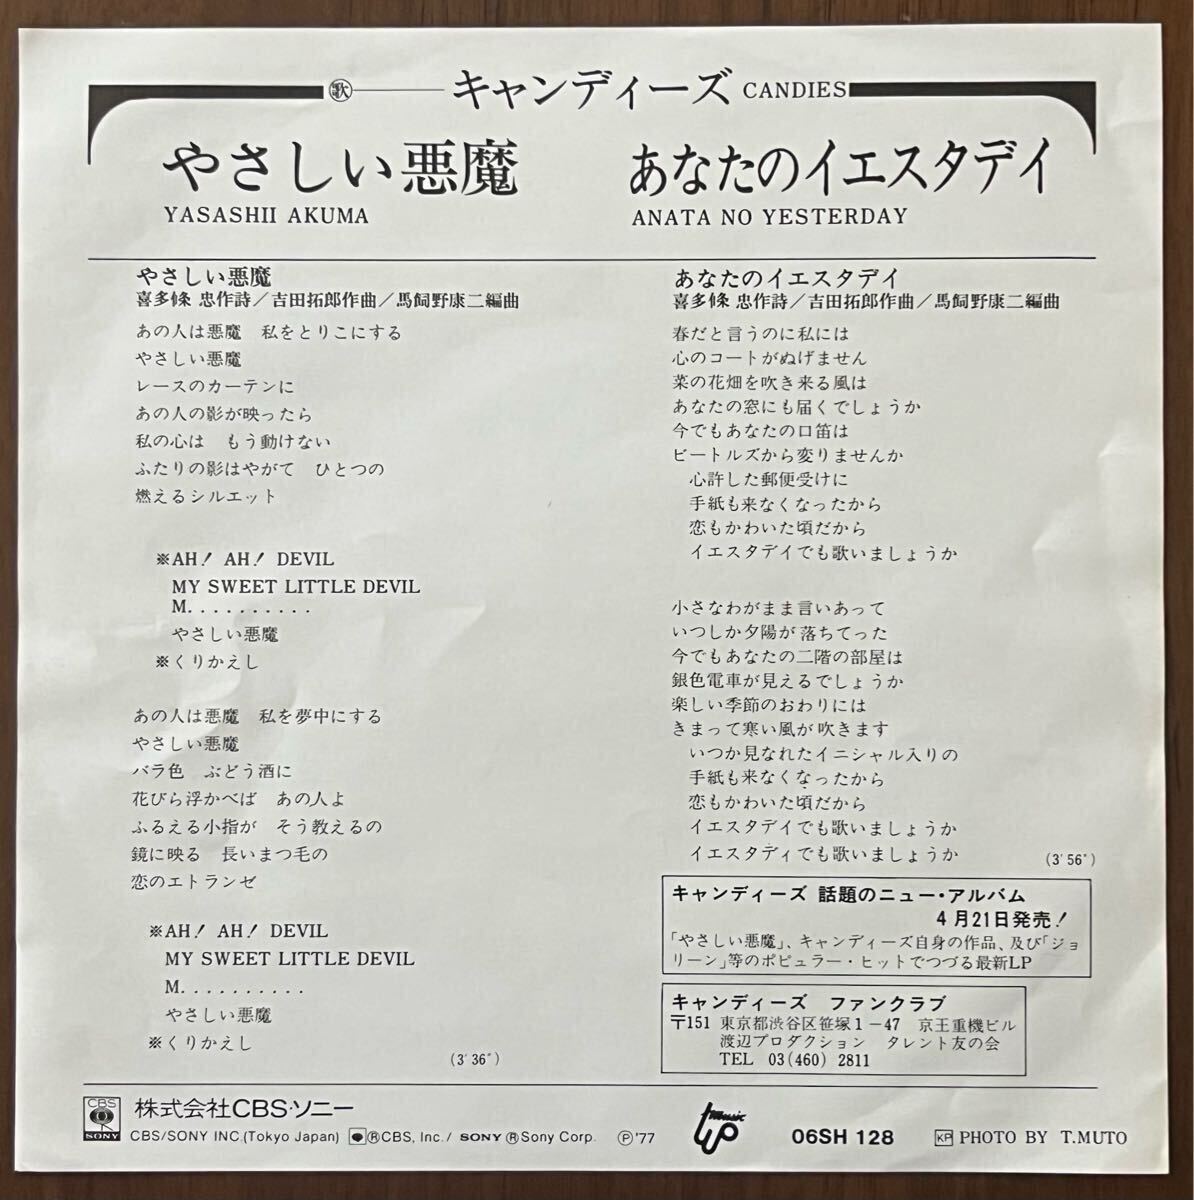 歌 キャンディーズ CANDIES
やさしい悪魔
YASASHII AKUMA
あなたのイエスタデイ
ANATA NO YESTERDAY
やさしい悪魔
喜多條 忠作詩/吉田拓郎作曲/馬飼野康二編曲
あの人は悪魔 私をとりこにする
やさしい悪魔
レースのカーテンに
あの人の影が映ったら
私の心は もう動けない
ふたりの影はやがて ひとつの
燃えるシルエット
※AH! AH! DEVIL
MY SWEET LITTLE DEVIL
M..........
やさしい悪魔
※くりかえし
あの人は悪魔 私を夢中にする
やさしい悪魔
バラ色 ぶどう酒に
花びら浮かべば あの人よ
ふるえる小指が そう教えるの
鏡に映る 長いまつ毛の
恋のエトランゼ
※AH! AH! DEVIL
MY SWEET LITTLE DEVIL
M..........
やさしい悪魔
※くりかえし
(3′36″)
あなたのイエスタデイ
喜多條 忠作詩/吉田拓郎作曲/馬飼野康二編曲
春だと言うのに私には
心のコートがぬげません
菜の花畑を吹き来る風は
あなたの窓にも届くでしょうか
今でもあなたの口笛は
ビートルズから変りませんか
心許した郵便受けに
手紙も来なくなったから
恋もかわいた頃だから
イエスタデイでも歌いましょうか
小さなわがまま言いあって
いつしか夕陽が落ちてった
今でもあなたの二階の部屋は
銀色電車が見えるでしょうか
楽しい季節のおわりには
きまって寒い風が吹きます
いつか見なれたイニシャル入りの
手紙も来なくなったから
恋もかわいた頃だから
イエスタデイでも歌いましょうか
イエスタディでも歌いましょうか
(3′56″)
キャンディーズ 話題のニュー・アルバム
4月21日発売!
「やさしい悪魔」、キャンディーズ自身の作品、及び「ジョ
リーン」等のポピュラー・ヒットでつづる最新LP
キャンディーズ ファンクラブ
〒151 東京都渋谷区笹塚1-47 京王重機ビル
渡辺プロダクション タレント友の会
TEL 03(460)2811
CBS SONY 株式会社CBS・ソニー
CBS/SONY INC.(Tokyo Japan) ®CBS, Inc./ SONY ®Sony Corp. ℗'77
music up
06SH 128
KP PHOTO BY T.MUTO